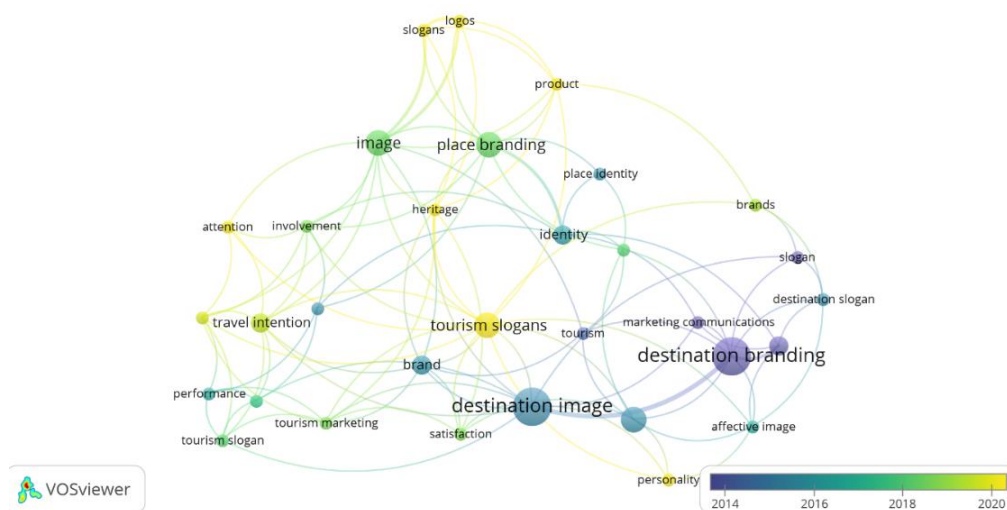 logos
slogans
product
image
place branding
place identity
heritage
brands
attention
involvement
identity
slogan
destination slogan
travel intention
tourism slogans
tourism
marketing communications
destination branding
brand
performance
destination image
tourism marketing
satisfaction
affective image
tourism slogan
personality
VOSviewer
2014
2016
2018
2020